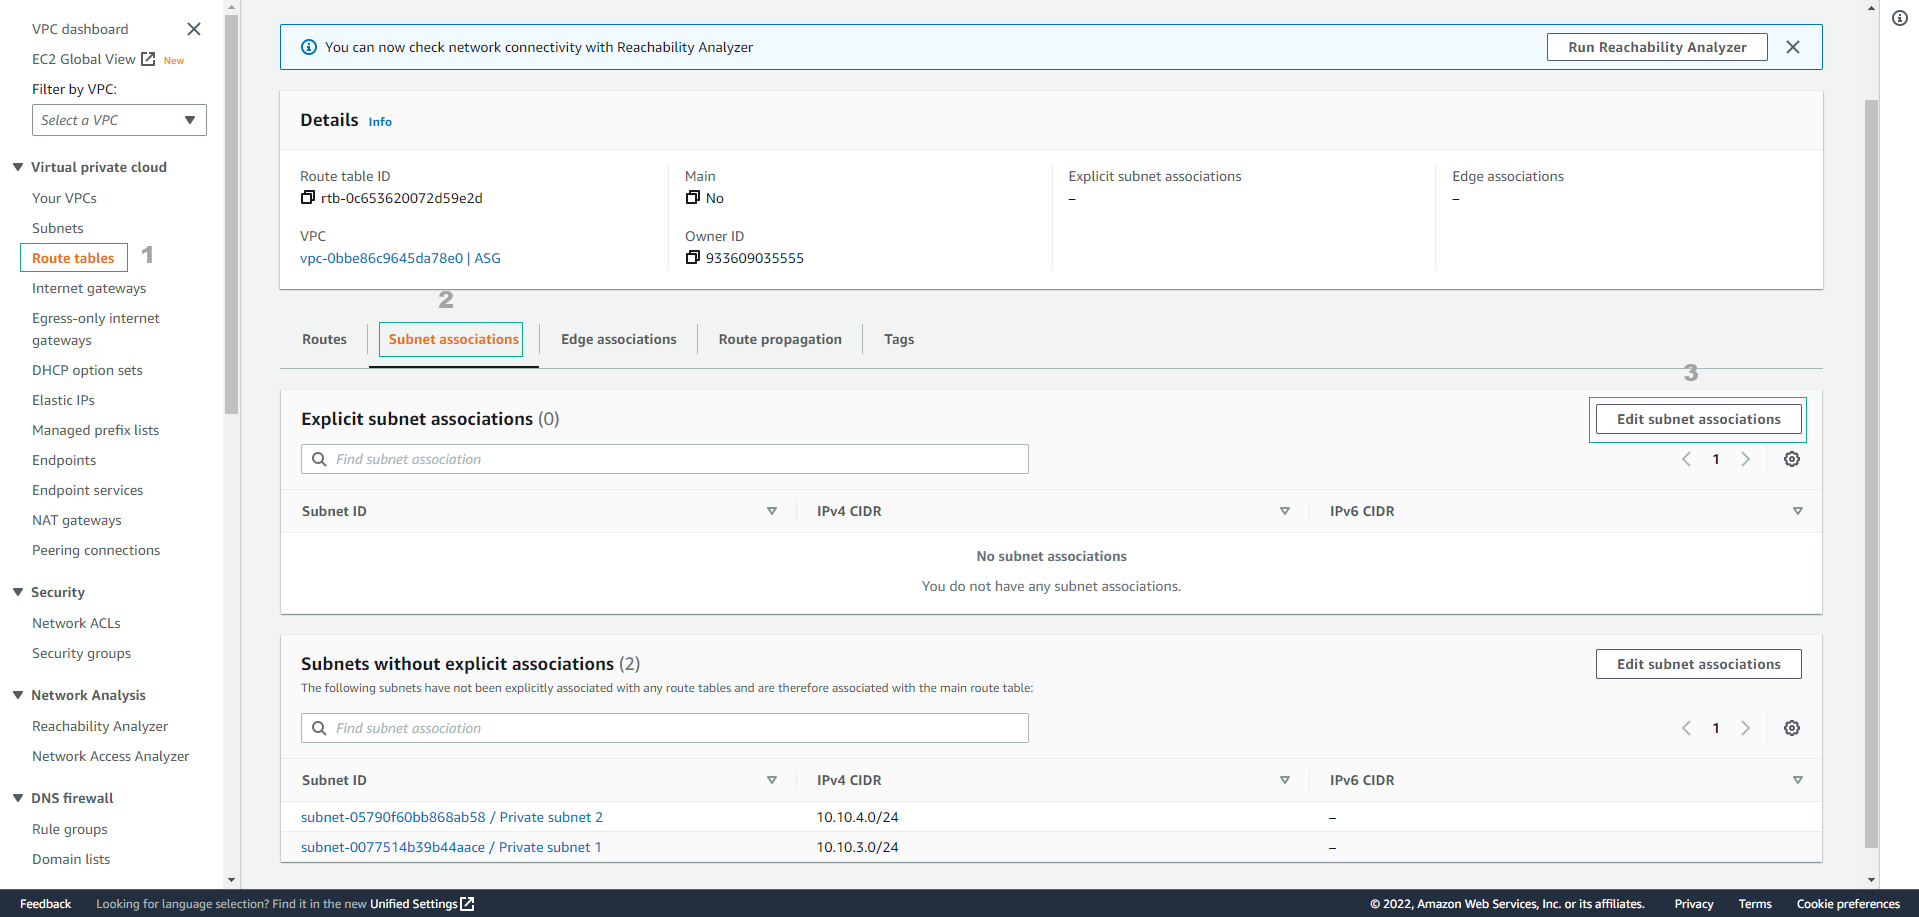 VPC dashboard
EC2 Global View New
Filter by VPC:
Select a VPC
Virtual private cloud
Your VPCs
Subnets
Route tables 1
Internet gateways
Egress-only internet
gateways
DHCP option sets
Elastic IPs
Managed prefix lists
Endpoints
Endpoint services
NAT gateways
Peering connections
Security
Network ACLs
Security groups
Network Analysis
Reachability Analyzer
Network Access Analyzer
DNS firewall
Rule groups
Domain lists
You can now check network connectivity with Reachability Analyzer
Run Reachability Analyzer
Details Info
Route table ID
rtb-0c653620072d59e2d
Main
No
Explicit subnet associations
–
Edge associations
–
VPC
vpc-0bbe86c9645da78e0 | ASG
Owner ID
933609035555
2
Routes Subnet associations Edge associations Route propagation Tags
3
Explicit subnet associations (0)
Edit subnet associations
Find subnet association
1
Subnet ID IPv4 CIDR IPv6 CIDR
No subnet associations
You do not have any subnet associations.
Subnets without explicit associations (2)
Edit subnet associations
The following subnets have not been explicitly associated with any route tables and are therefore associated with the main route table:
Find subnet association
1
Subnet ID IPv4 CIDR IPv6 CIDR
subnet-05790f60bb868ab58 / Private subnet 2 10.10.4.0/24 –
subnet-0077514b39b44aace / Private subnet 1 10.10.3.0/24 –
Feedback Looking for language selection? Find it in the new Unified Settings © 2022, Amazon Web Services, Inc. or its affiliates. Privacy Terms Cookie preferences